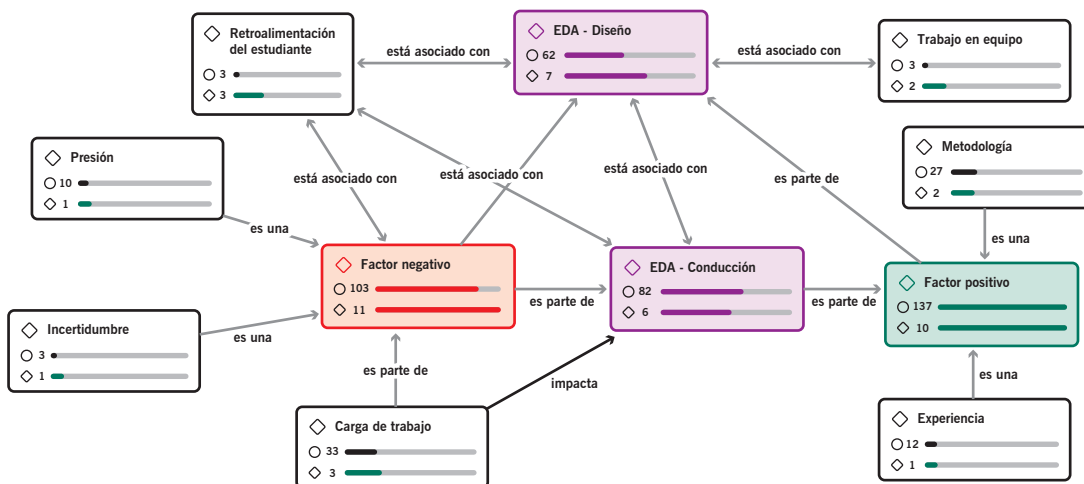 Retroalimentación
del estudiante
3
3
está asociado con
EDA - Diseño
62
7
está asociado con
Trabajo en equipo
3
2
Presión
10
1
Metodología
27
2
está asociado con
está asociado con
está asociado con
es parte de
es una
es una
Factor negativo
103
11
es parte de
EDA - Conducción
82
6
es parte de
Factor positivo
137
10
Incertidumbre
3
1
es una
es parte de
impacta
es una
Carga de trabajo
33
3
Experiencia
12
1